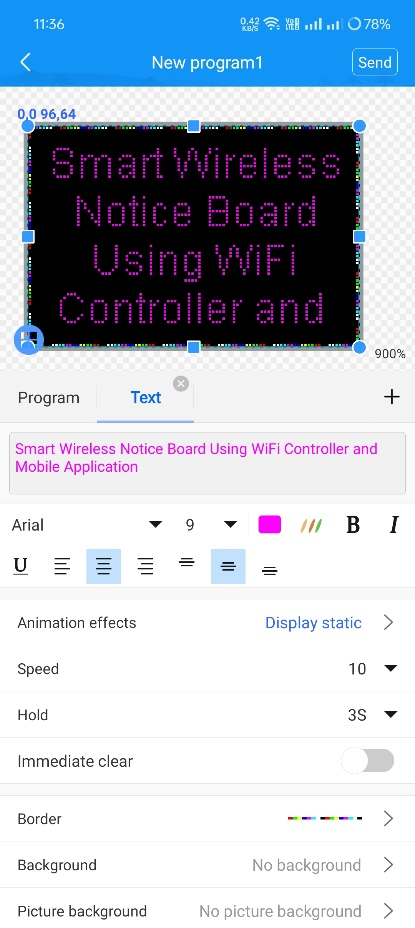 11:36 0.42 KB/S VoD VoLTE 78%
New program1 Send
0,0 96,64
Smart Wireless
Notice Board
Using WiFi
Controller and
900%
Program Text
Smart Wireless Notice Board Using WiFi Controller and
Mobile Application
Arial 9 B I
U
Animation effects Display static
Speed 10
Hold 3S
Immediate clear
Border
Background No background
Picture background No picture background